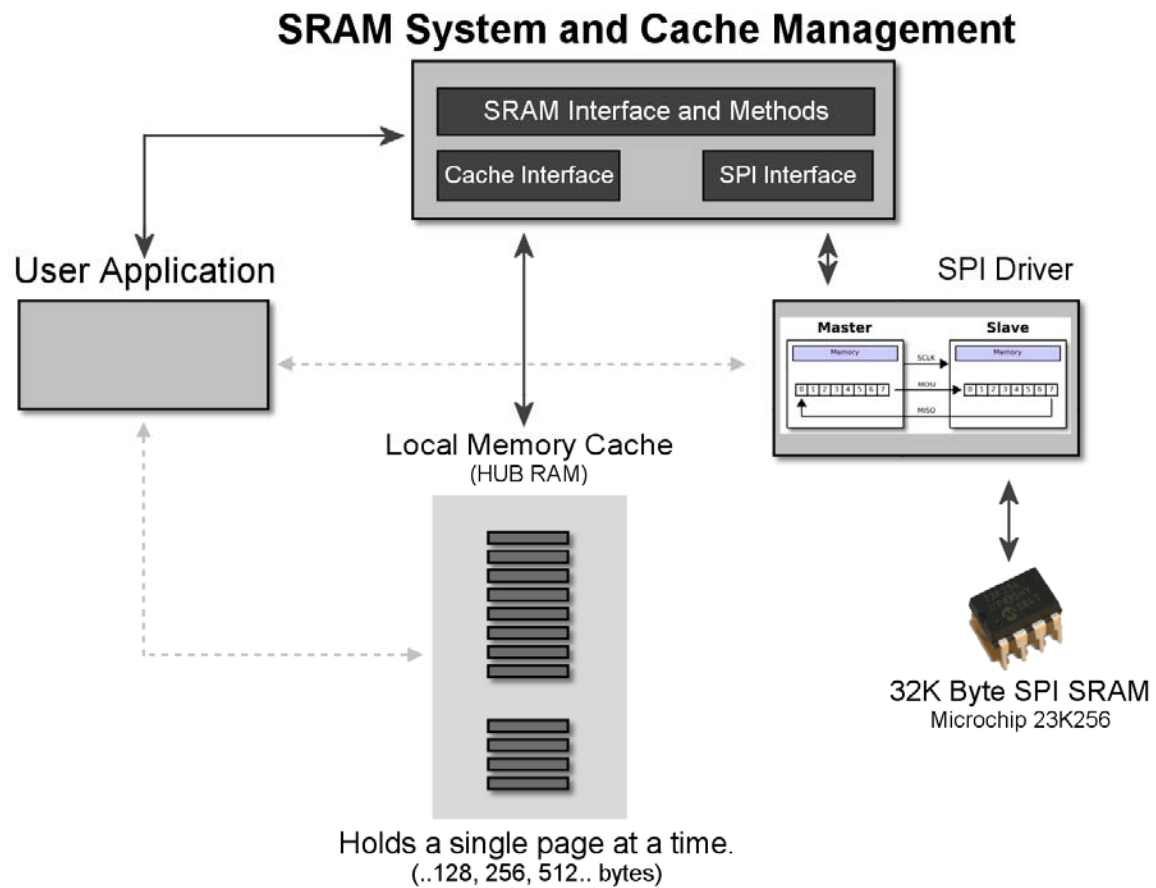 SRAM System and Cache Management
SRAM Interface and Methods
Cache Interface
SPI Interface
User Application
SPI Driver
Master
Slave
Memory
Memory
SCLK
0 1 2 3 4 5 6 7
MOSI
0 1 2 3 4 5 6 7
MISO
Local Memory Cache
(HUB RAM)
32K Byte SPI SRAM
Microchip 23K256
Holds a single page at a time.
(..128, 256, 512.. bytes)